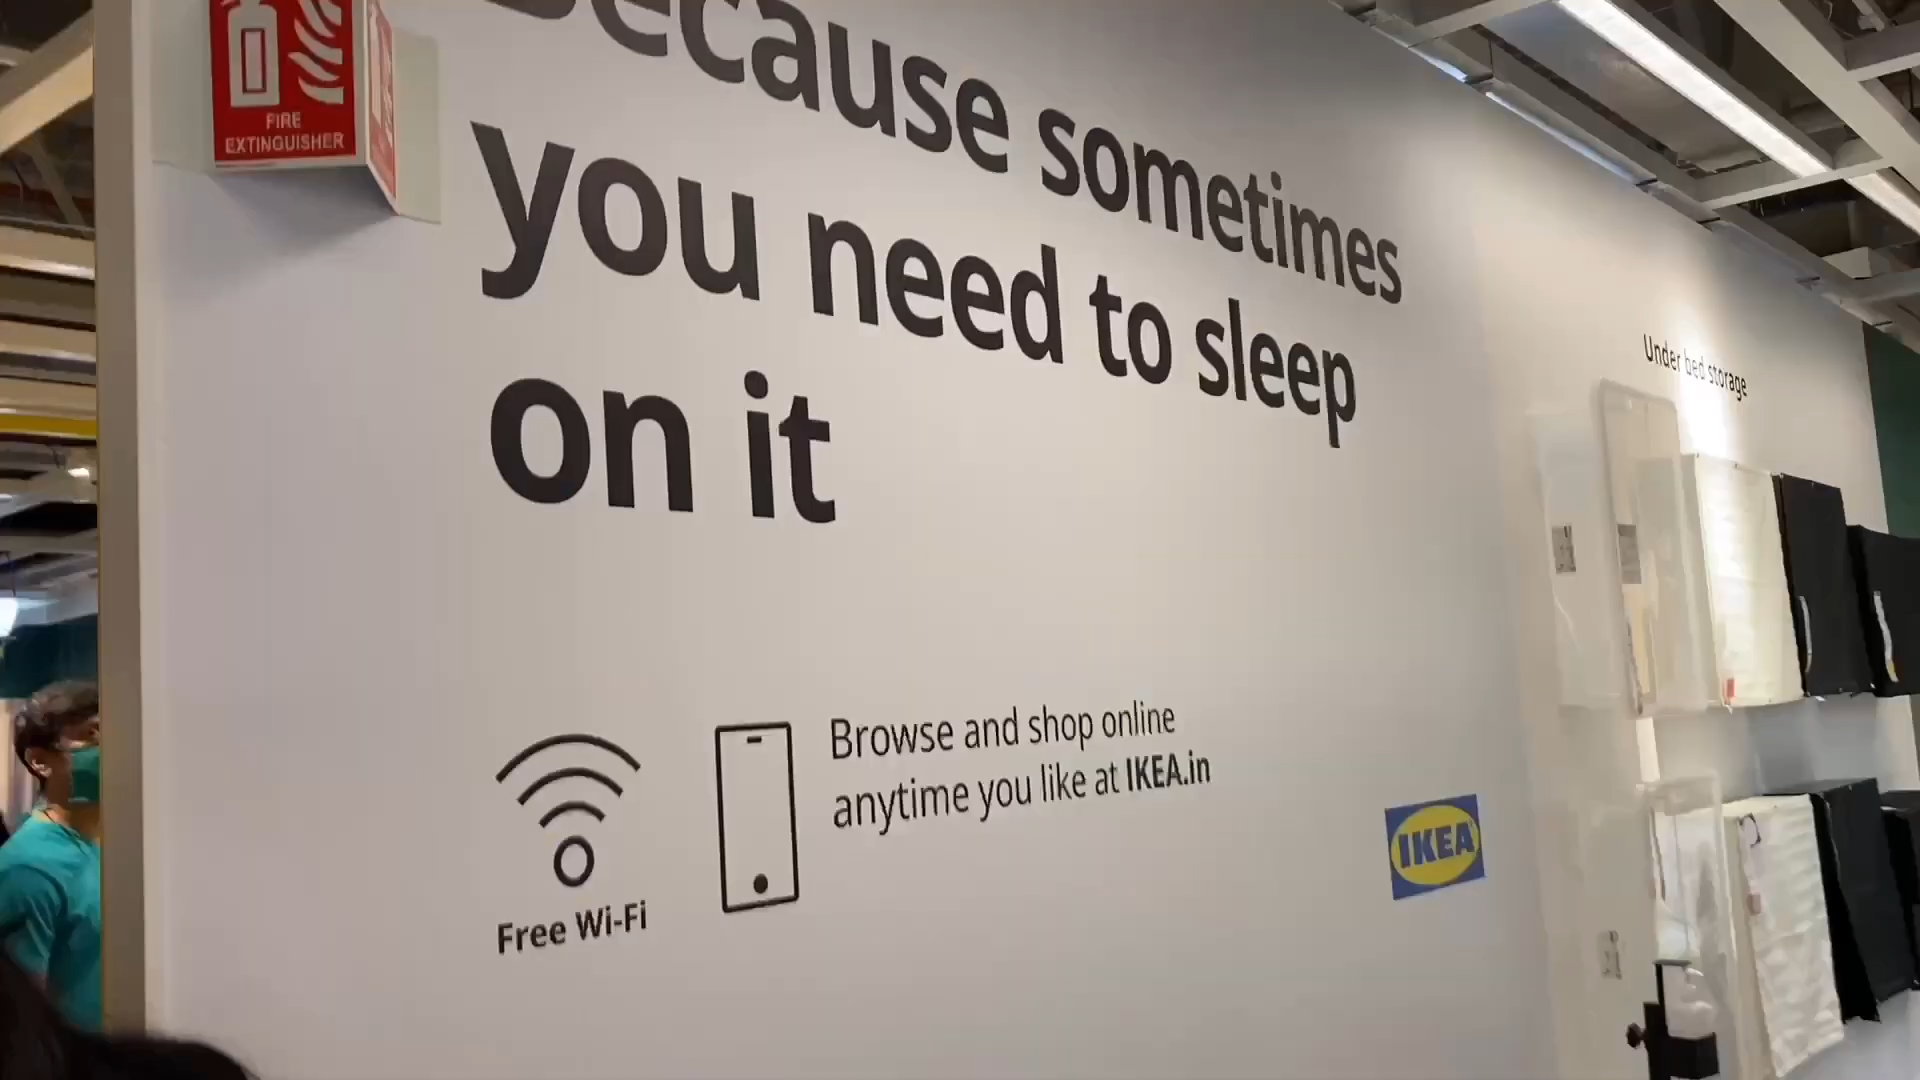 FIRE
EXTINGUISHER
Because sometimes
you need to sleep
on it
Under bed storage
Browse and shop online
anytime you like at IKEA.in
Free Wi-Fi
IKEA